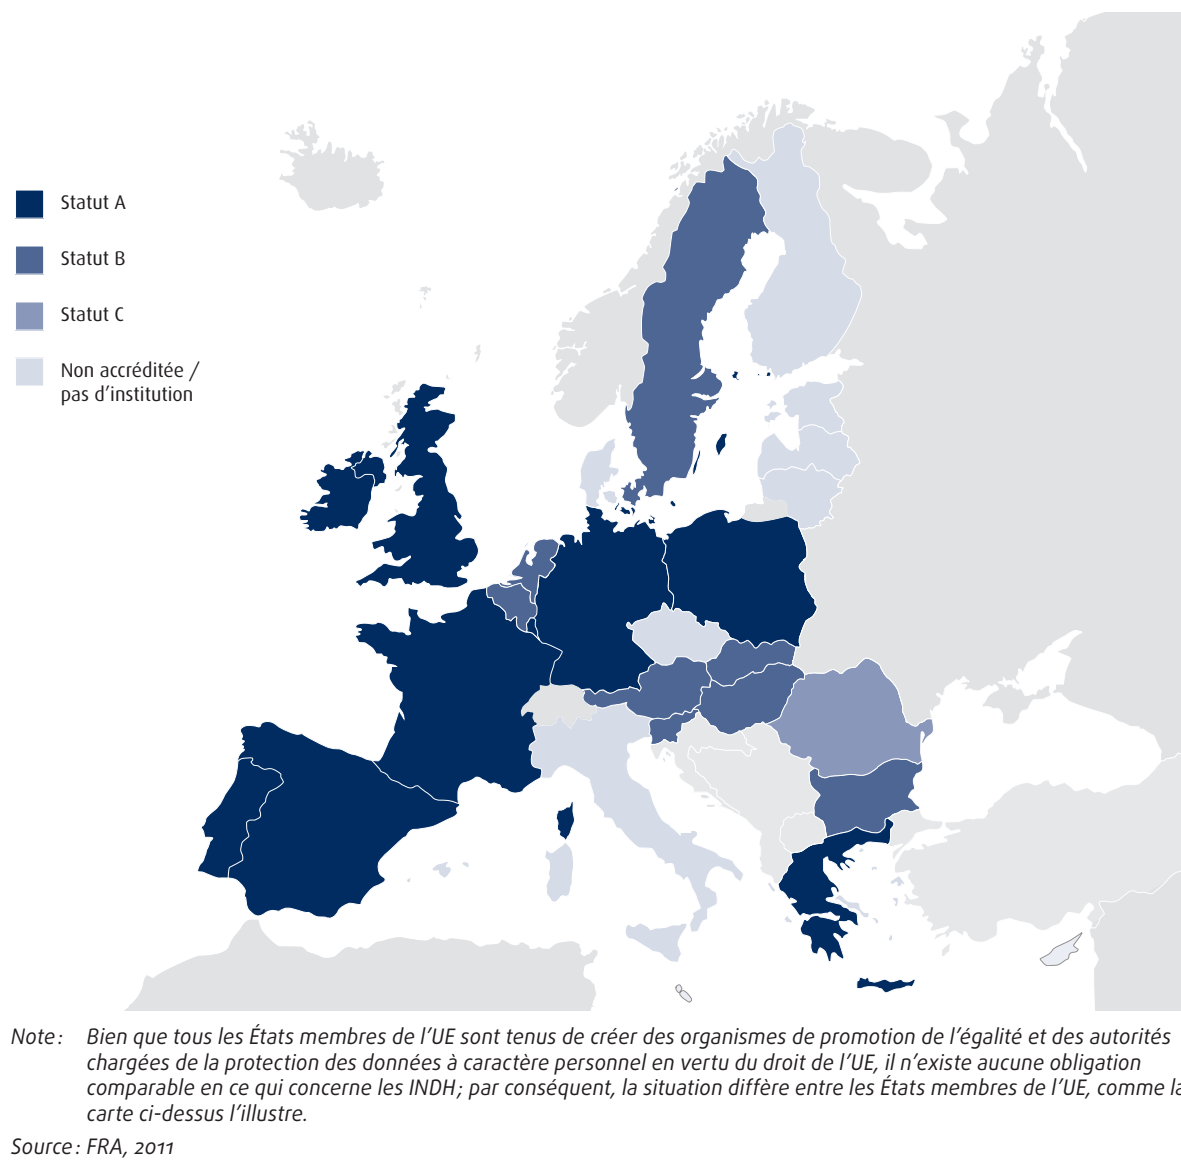 Statut A
Statut B
Statut C
Non accréditée /
pas d'institution
Note : Bien que tous les États membres de l'UE sont tenus de créer des organismes de promotion de l'égalité et des autorités
chargées de la protection des données à caractère personnel en vertu du droit de l'UE, il n'existe aucune obligation
comparable en ce qui concerne les INDH ; par conséquent, la situation diffère entre les États membres de l'UE, comme la
carte ci-dessus l'illustre.
Source : FRA, 2011